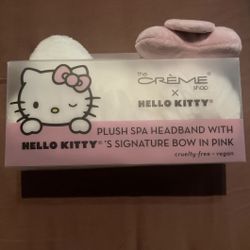 the
CRÈME
shop
x
HELLO KITTY®
PLUSH SPA HEADBAND WITH
HELLO KITTY®'S SIGNATURE BOW IN PINK
cruelty-free • vegan